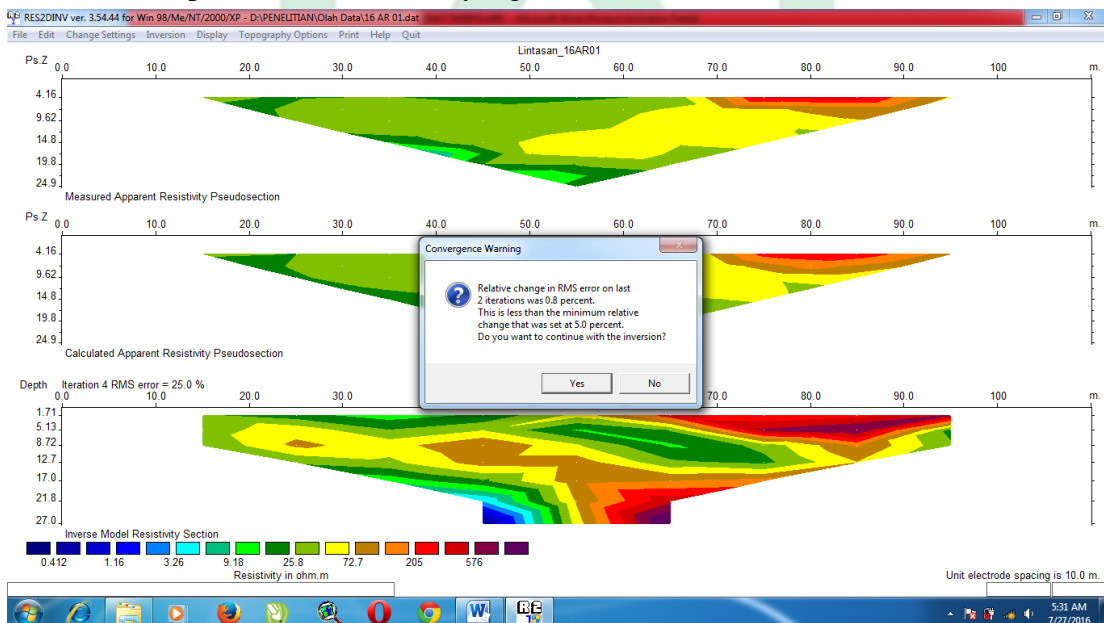 RES2DINV ver. 3.54.44 for Win 98/Me/NT/2000/XP - D:\PENELITIAN\Olah Data\16 AR 01.dat
File Edit Change Settings Inversion Display Topography Options Print Help Quit
Lintasan_16AR01
Ps.Z 0.0 10.0 20.0 30.0 40.0 50.0 60.0 70.0 80.0 90.0 100 m.
4.16
9.62
14.8
19.8
24.9
Measured Apparent Resistivity Pseudosection
Ps.Z 0.0 10.0 20.0 30.0 40.0 50.0 60.0 70.0 80.0 90.0 100 m.
4.16
9.62
14.8
19.8
24.9
Calculated Apparent Resistivity Pseudosection
Convergence Warning
Relative change in RMS error on last
2 iterations was 0.8 percent.
This is less than the minimum relative
change that was set at 5.0 percent.
Do you want to continue with the inversion?
Yes No
Depth Iteration 4 RMS error = 25.0 %
0.0 10.0 20.0 30.0 70.0 80.0 90.0 100 m.
1.71
5.13
8.72
12.7
17.0
21.8
27.0
Inverse Model Resistivity Section
0.412 1.16 3.26 9.18 25.8 72.7 205 576
Resistivity in ohm.m
Unit electrode spacing is 10.0 m.
5:31 AM
7/27/2016